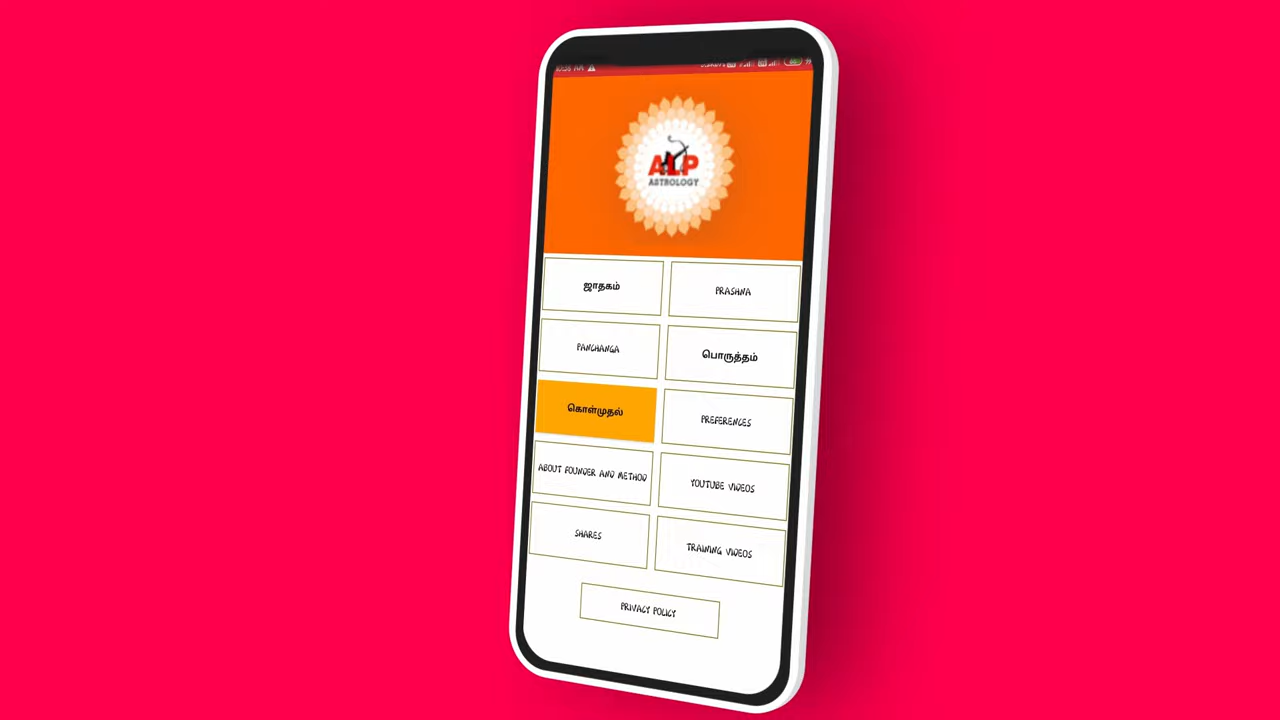 ALP
ASTROLOGY
ஜாதகம்
PRASHNA
PANCHANGA
பொருத்தம்
கொள்முதல்
PREFERENCES
ABOUT FOUNDER AND METHOD
YOUTUBE VIDEOS
SHARES
TRAINING VIDEOS
PRIVACY POLICY